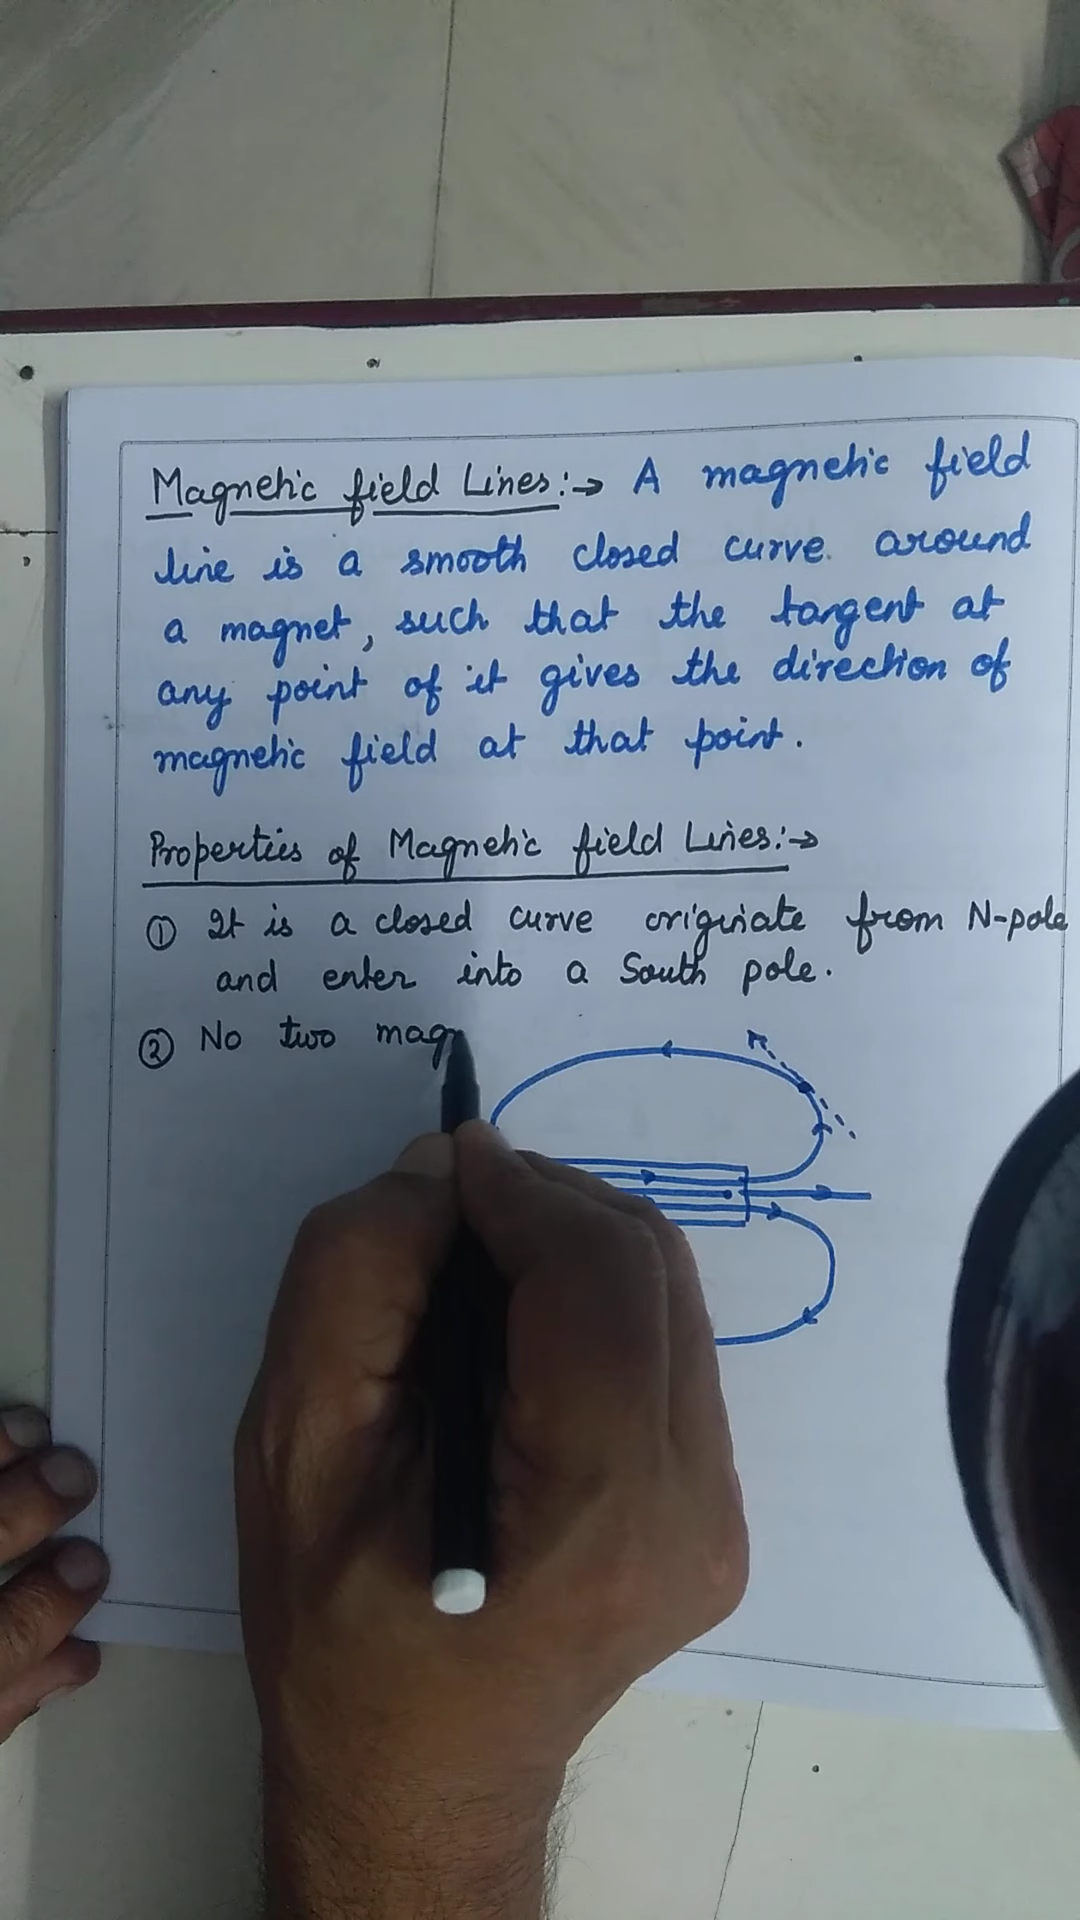 Magnetic field Lines:→ A magnetic field
line is a smooth closed curve around
a magnet, such that the tangent at
any point of it gives the direction of
magnetic field at that point.
Properties of Magnetic field Lines:→
① It is a closed curve originate from N-pole
and enter into a South pole.
② No two magn